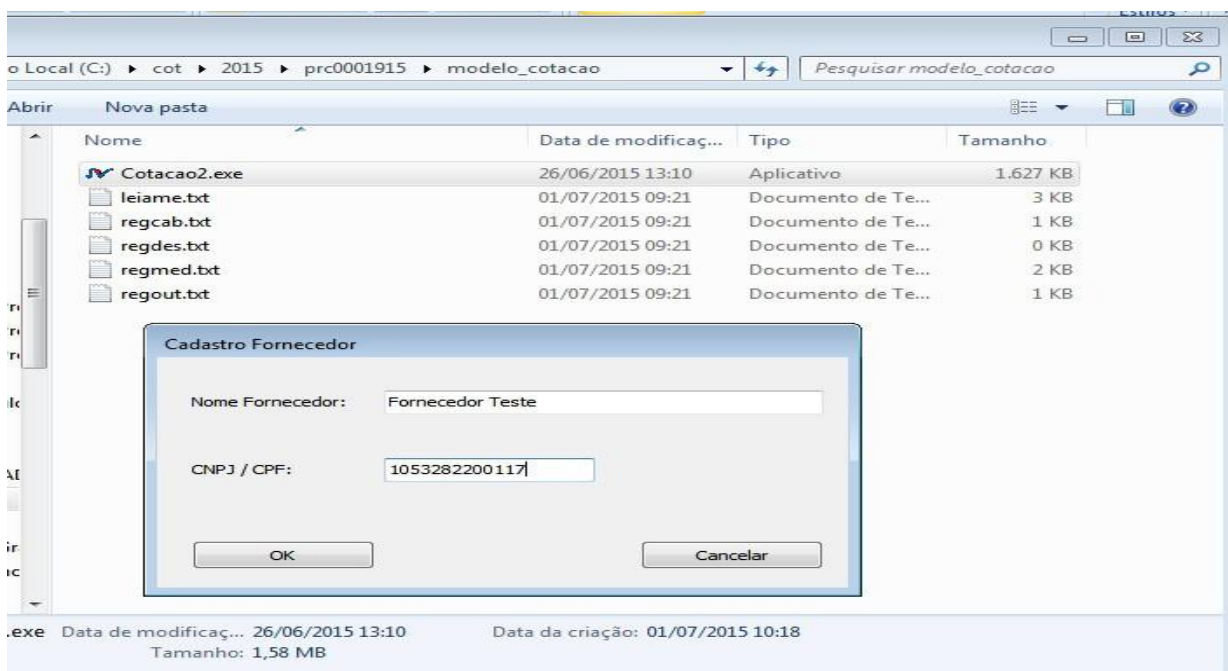 o Local (C:) cot 2015 prc0001915 modelo_cotacao Pesquisar modelo_cotacao
Abrir Nova pasta
Nome Data de modificaç... Tipo Tamanho
Cotacao2.exe 26/06/2015 13:10 Aplicativo 1.627 KB
leiame.txt 01/07/2015 09:21 Documento de Te... 3 KB
regcab.txt 01/07/2015 09:21 Documento de Te... 1 KB
regdes.txt 01/07/2015 09:21 Documento de Te... 0 KB
regmed.txt 01/07/2015 09:21 Documento de Te... 2 KB
regout.txt 01/07/2015 09:21 Documento de Te... 1 KB
Cadastro Fornecedor
Nome Fornecedor: Fornecedor Teste
CNPJ / CPF: 1053282200117
OK Cancelar
.exe Data de modificaç... 26/06/2015 13:10 Data da criação: 01/07/2015 10:18
Tamanho: 1,58 MB